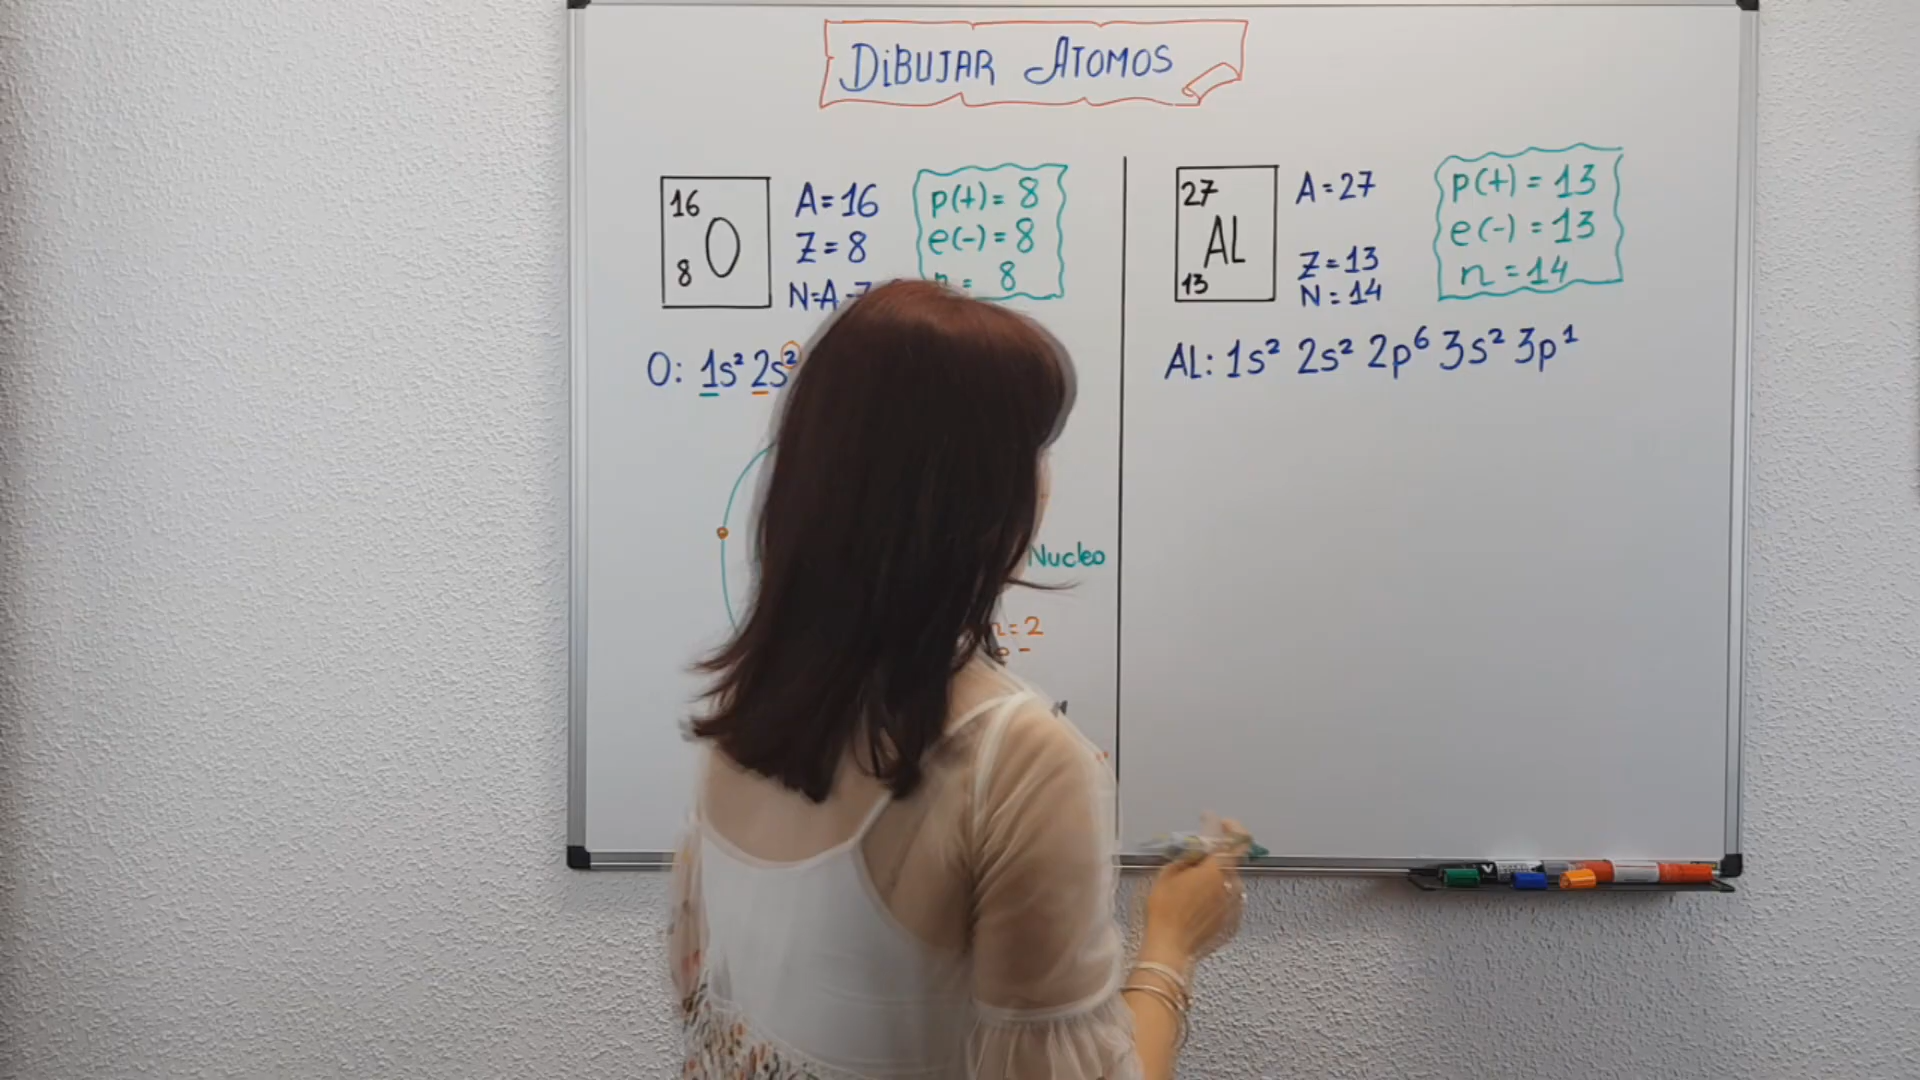 DIBUJAR ATOMOS
16
8 O
A=16
Z=8
N=A-Z
p(+)= 8
e(-)=8
n = 8
O: 1s² 2s²
Nucleo
n=2
27
AL
13
A=27
Z=13
N=14
p(+)=13
e(-)=13
n=14
AL: 1s² 2s² 2p⁶ 3s² 3p¹